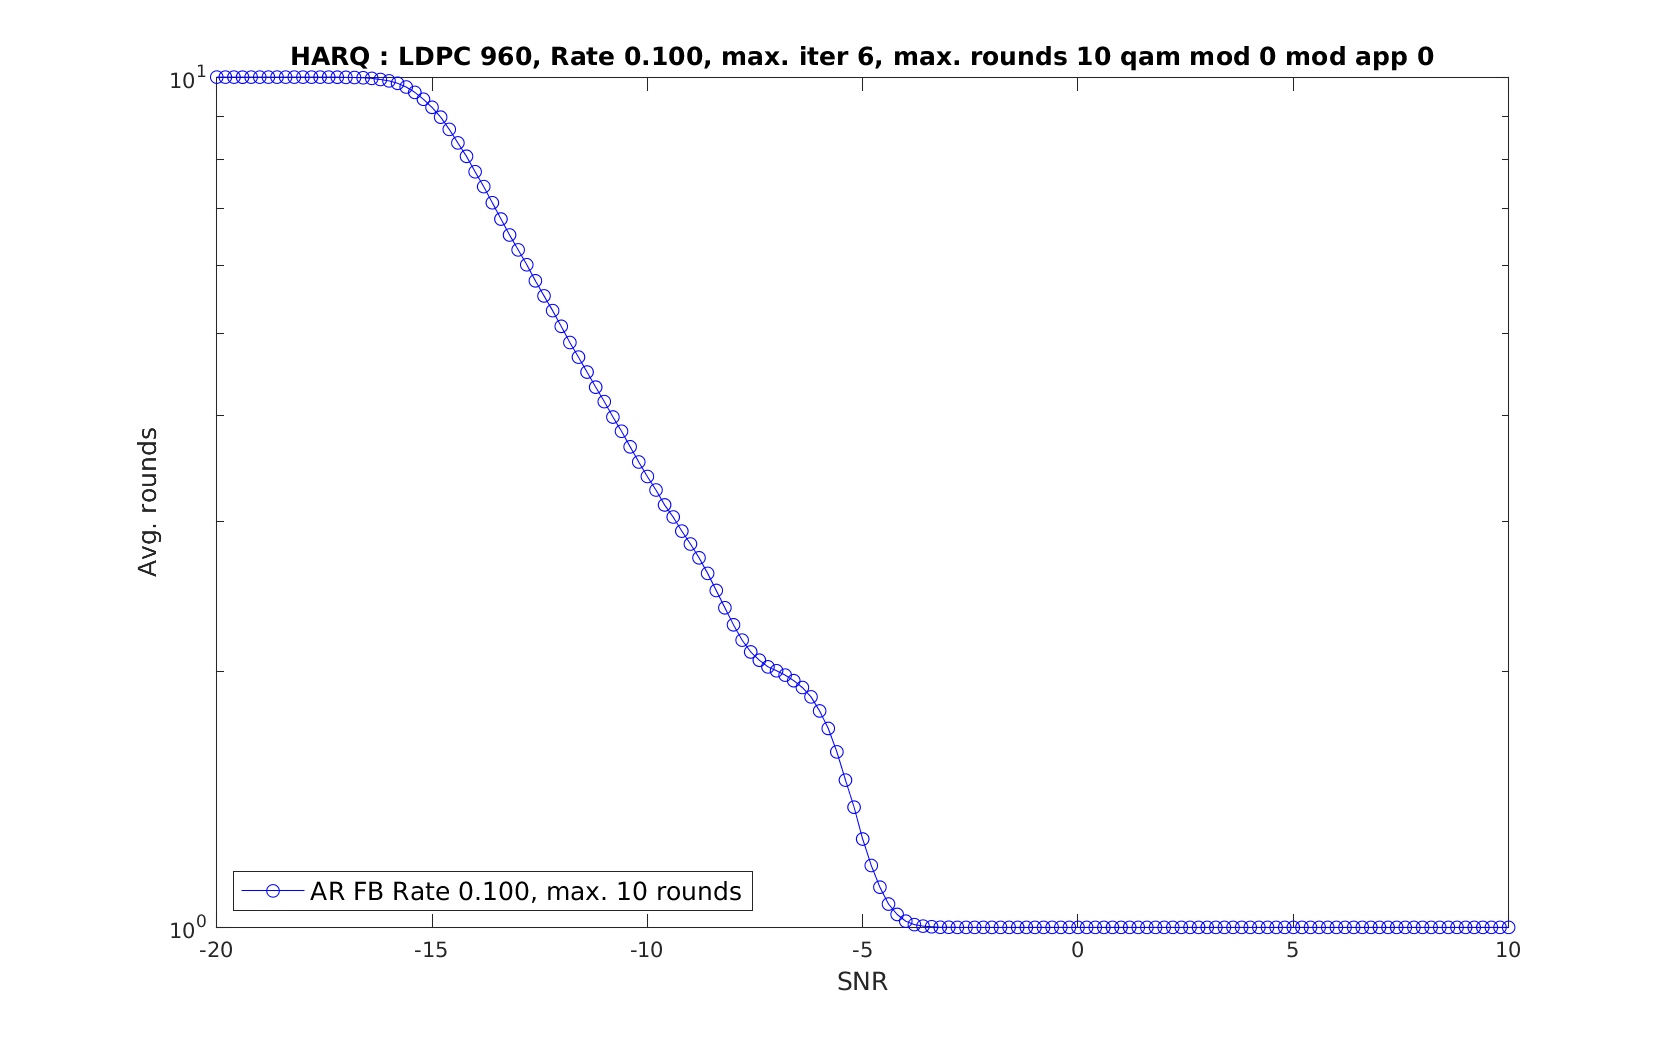 HARQ : LDPC 960, Rate 0.100, max. iter 6, max. rounds 10 qam mod 0 mod app 0
10^1
Avg. rounds
AR FB Rate 0.100, max. 10 rounds
10^0
-20 -15 -10 -5 0 5 10
SNR